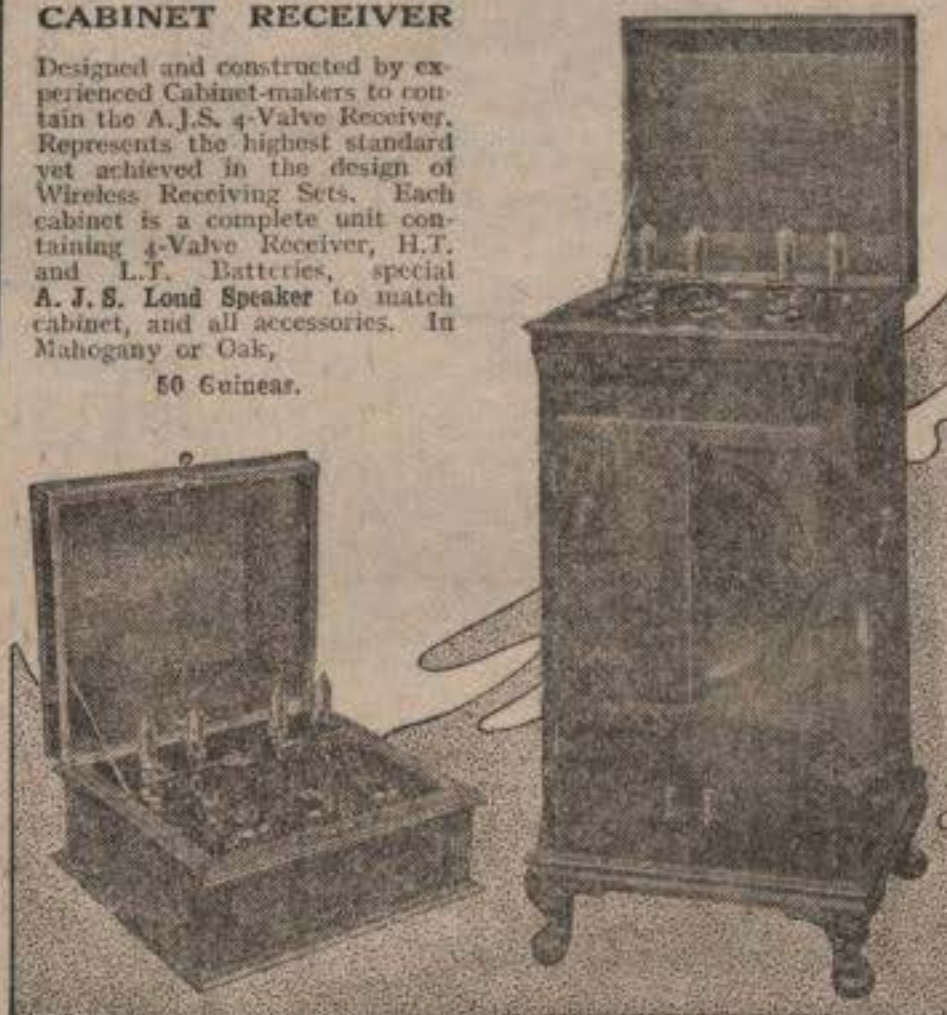 CABINET RECEIVER
Designed and constructed by ex-
perienced Cabinet-makers to con-
tain the A.J.S. 4-Valve Receiver.
Represents the highest standard
yet achieved in the design of
Wireless Receiving Sets. Each
cabinet is a complete unit con-
taining 4-Valve Receiver, H.T.
and L.T. Batteries, special
A. J. S. Loud Speaker to match
cabinet, and all accessories. In
Mahogany or Oak,
50 Guineas.